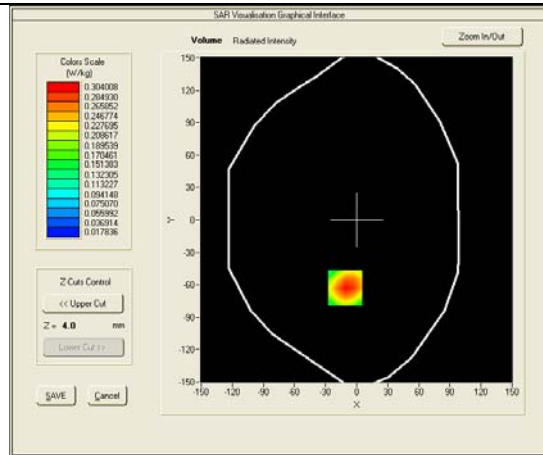 SAR Visualisation Graphical Interface
Volume Radiated Intensity
Zoom In/Out
Colors Scale
(W/kg)
0.304008
0.284930
0.265852
0.246774
0.227695
0.208617
0.189539
0.170461
0.151383
0.132305
0.113227
0.094148
0.075070
0.055992
0.036914
0.017836
Z Cuts Control
<< Upper Cut
Z = 4.0 mm
Lower Cut >>
SAVE Cancel
150
120
90
60
30
0
-30
-60
-90
-120
-150
Y
-150 -120 -90 -60 -30 0 30 60 90 120 150
X